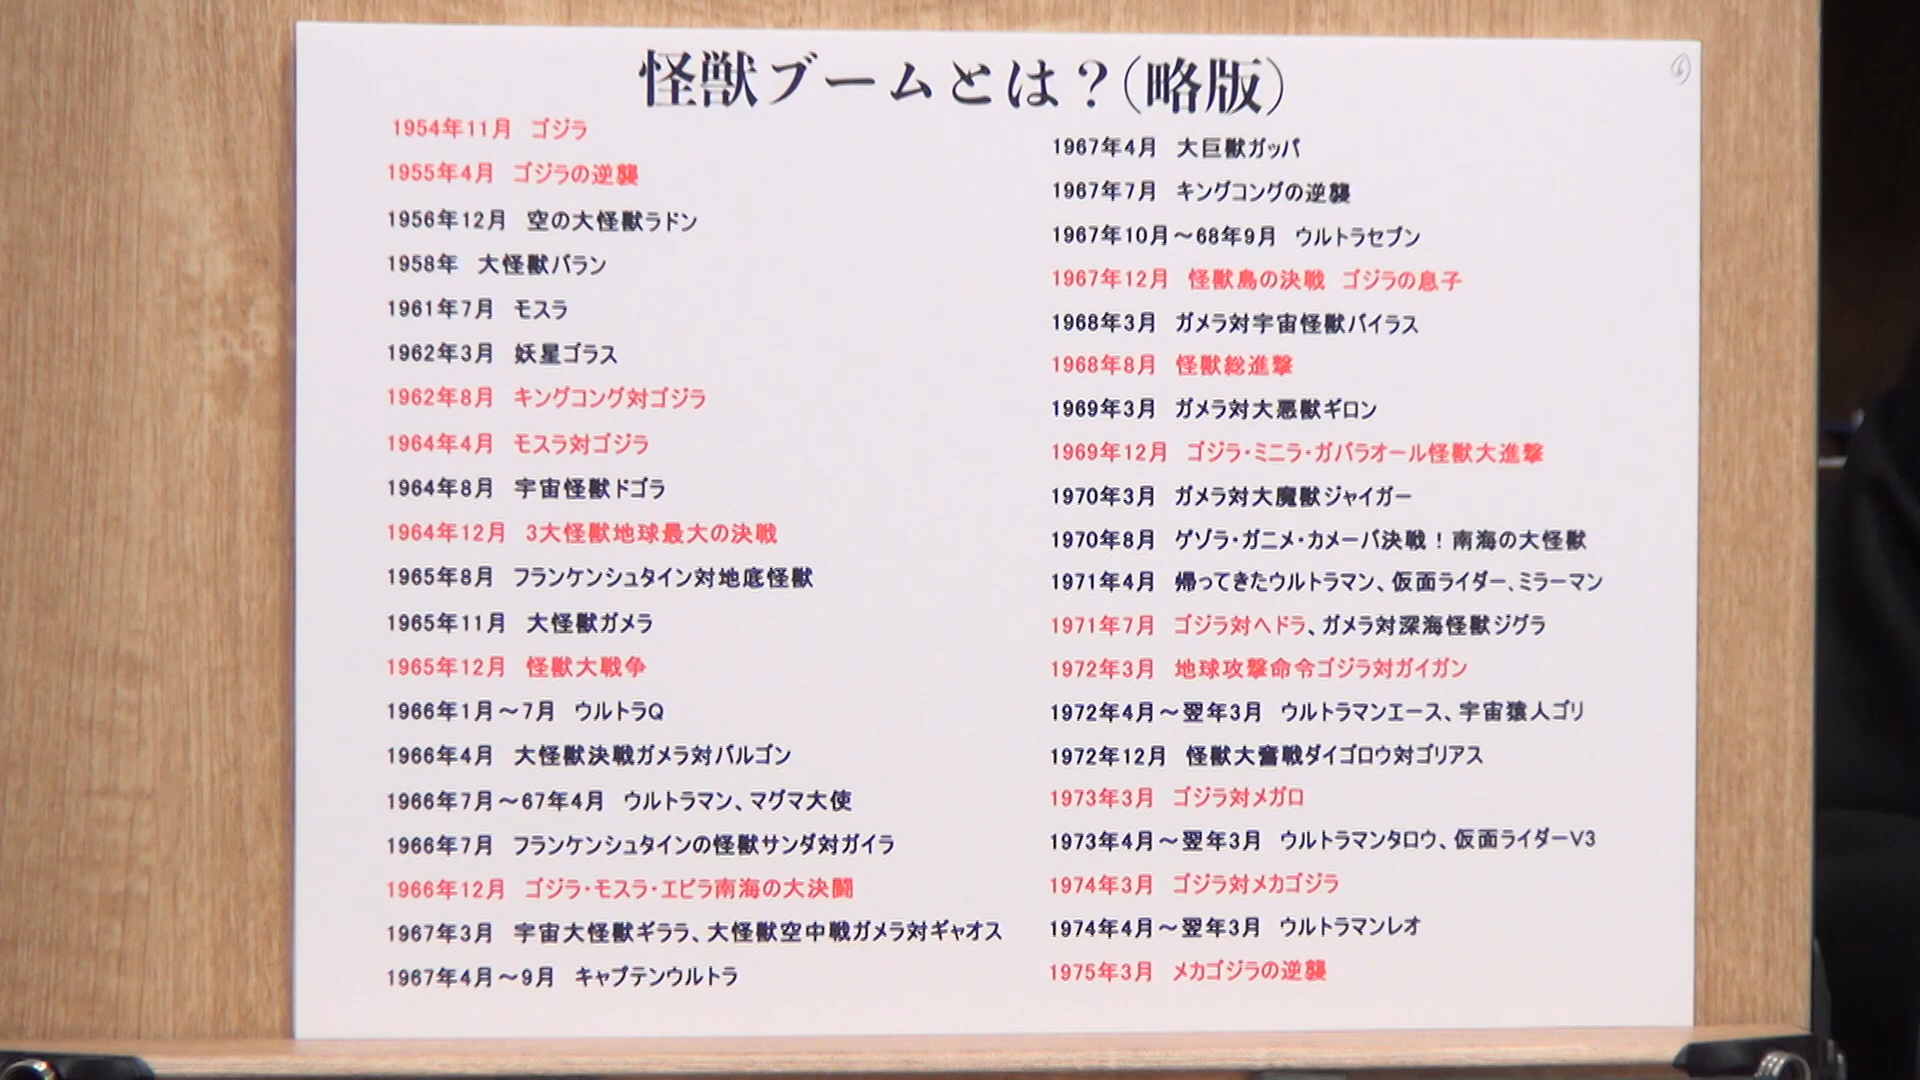 怪獣ブームとは？（略版）
1954年11月　ゴジラ
1955年4月　ゴジラの逆襲
1956年12月　空の大怪獣ラドン
1958年　大怪獣バラン
1961年7月　モスラ
1962年3月　妖星ゴラス
1962年8月　キングコング対ゴジラ
1964年4月　モスラ対ゴジラ
1964年8月　宇宙怪獣ドゴラ
1964年12月　3大怪獣地球最大の決戦
1965年8月　フランケンシュタイン対地底怪獣
1965年11月　大怪獣ガメラ
1965年12月　怪獣大戦争
1966年1月～7月　ウルトラQ
1966年4月　大怪獣決戦ガメラ対バルゴン
1966年7月～67年4月　ウルトラマン、マグマ大使
1966年7月　フランケンシュタインの怪獣サンダ対ガイラ
1966年12月　ゴジラ・モスラ・エビラ南海の大決闘
1967年3月　宇宙大怪獣ギララ、大怪獣空中戦ガメラ対ギャオス
1967年4月～9月　キャプテンウルトラ
1967年4月　大巨獣ガッパ
1967年7月　キングコングの逆襲
1967年10月～68年9月　ウルトラセブン
1967年12月　怪獣島の決戦　ゴジラの息子
1968年3月　ガメラ対宇宙怪獣バイラス
1968年8月　怪獣総進撃
1969年3月　ガメラ対大悪獣ギロン
1969年12月　ゴジラ・ミニラ・ガバラオール怪獣大進撃
1970年3月　ガメラ対大魔獣ジャイガー
1970年8月　ゲゾラ・ガニメ・カメーバ決戦！南海の大怪獣
1971年4月　帰ってきたウルトラマン、仮面ライダー、ミラーマン
1971年7月　ゴジラ対ヘドラ、ガメラ対深海怪獣ジグラ
1972年3月　地球攻撃命令ゴジラ対ガイガン
1972年4月～翌年3月　ウルトラマンエース、宇宙猿人ゴリ
1972年12月　怪獣大奮戦ダイゴロウ対ゴリアス
1973年3月　ゴジラ対メガロ
1973年4月～翌年3月　ウルトラマンタロウ、仮面ライダーV3
1974年3月　ゴジラ対メカゴジラ
1974年4月～翌年3月　ウルトラマンレオ
1975年3月　メカゴジラの逆襲